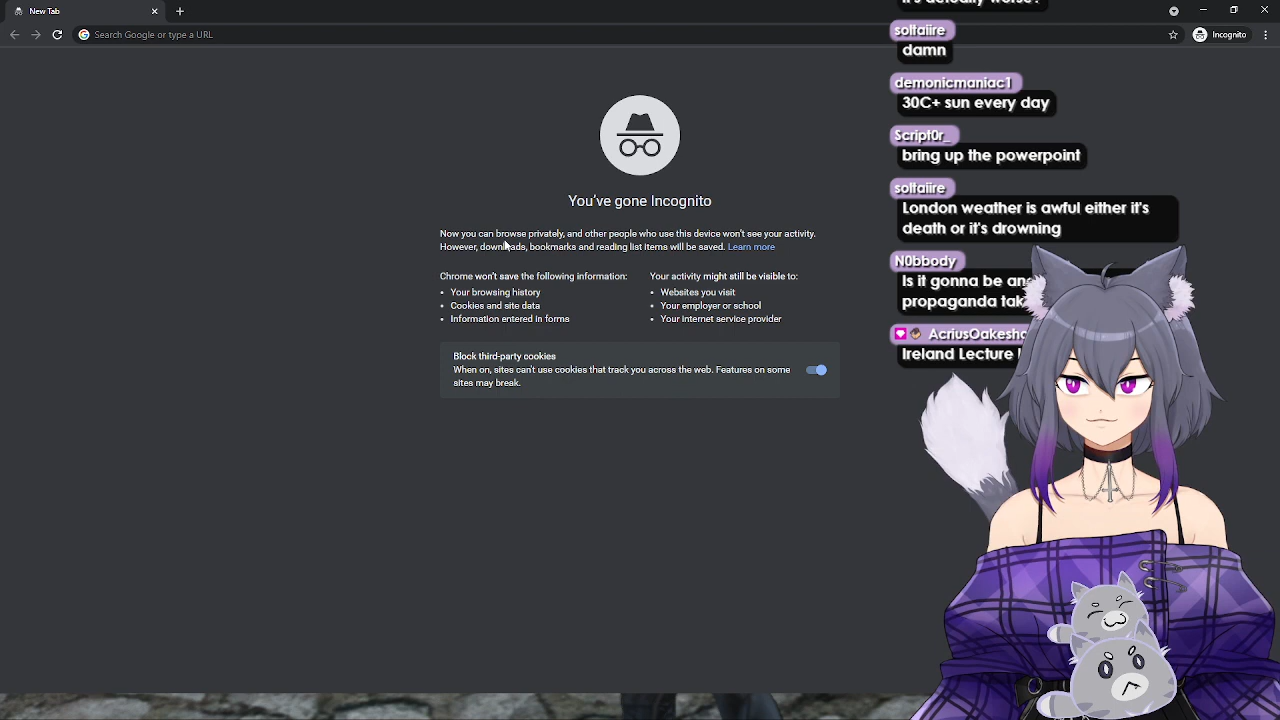 New Tab
Search Google or type a URL
Incognito
You've gone Incognito
Now you can browse privately, and other people who use this device won't see your activity.
However, downloads, bookmarks and reading list items will be saved. Learn more
Chrome won't save the following information:
• Your browsing history
• Cookies and site data
• Information entered in forms
Your activity might still be visible to:
• Websites you visit
• Your employer or school
• Your internet service provider
Block third-party cookies
When on, sites can't use cookies that track you across the web. Features on some
sites may break.
soltaiire
damn
demonicmaniac1
30C+ sun every day
Script0r_
bring up the powerpoint
soltaiire
London weather is awful either it's
death or it's drowning
N0bbody
Is it gonna be
propaganda
Ireland Lecture